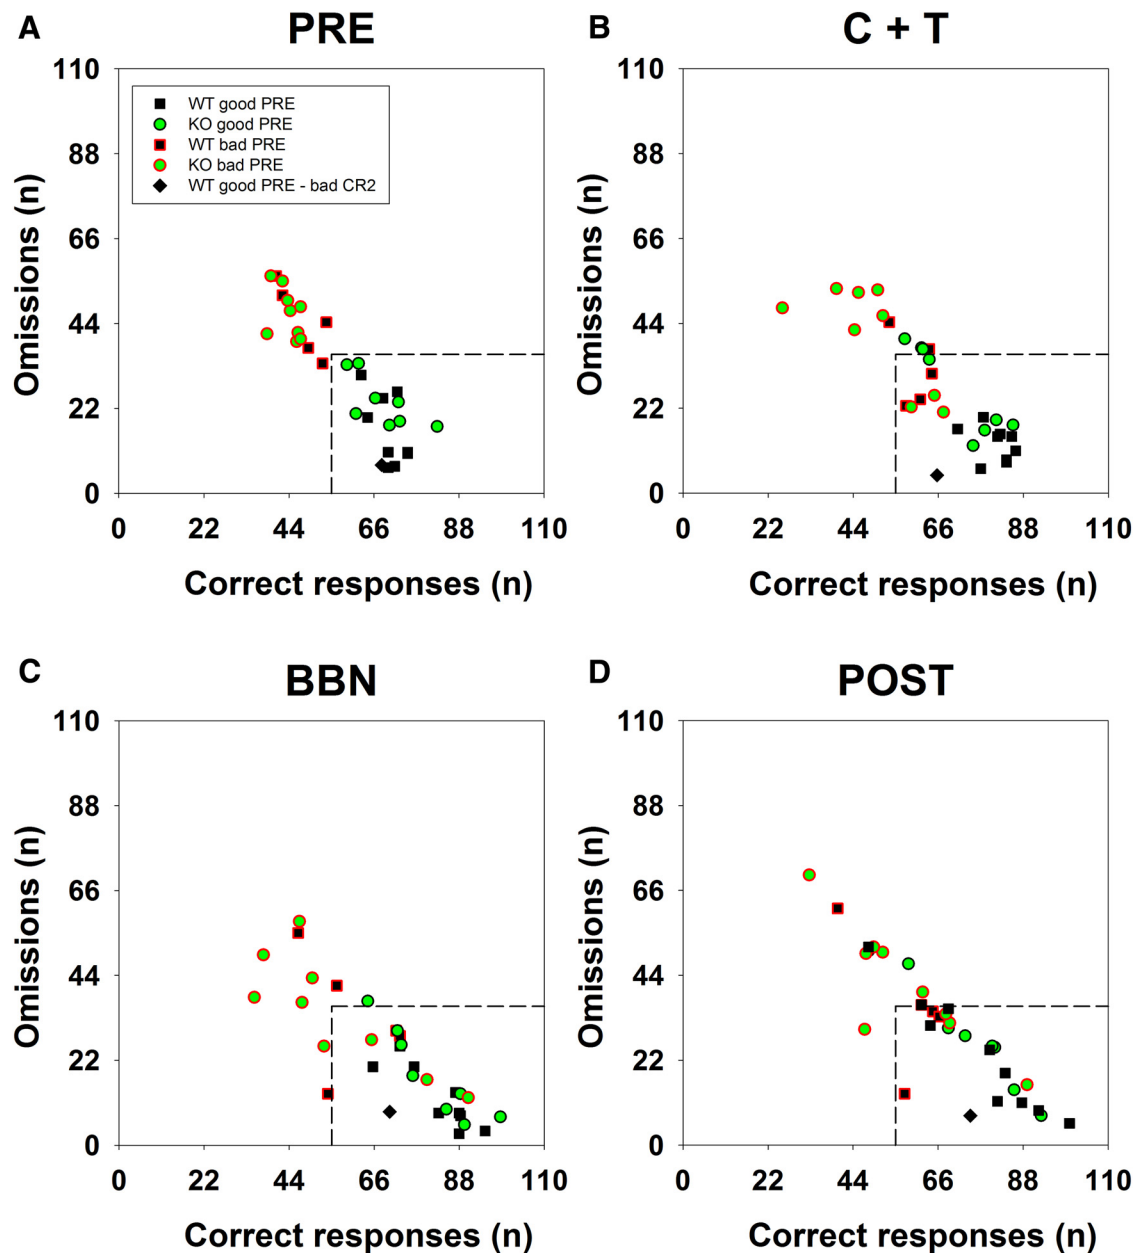 A
PRE
Omissions (n)
110
88
66
44
22
0
WT good PRE
KO good PRE
WT bad PRE
KO bad PRE
WT good PRE - bad CR2
0 22 44 66 88 110
Correct responses (n)
B
C + T
Omissions (n)
110
88
66
44
22
0
0 22 44 66 88 110
Correct responses (n)
C
BBN
Omissions (n)
110
88
66
44
22
0
0 22 44 66 88 110
Correct responses (n)
D
POST
Omissions (n)
110
88
66
44
22
0
0 22 44 66 88 110
Correct responses (n)